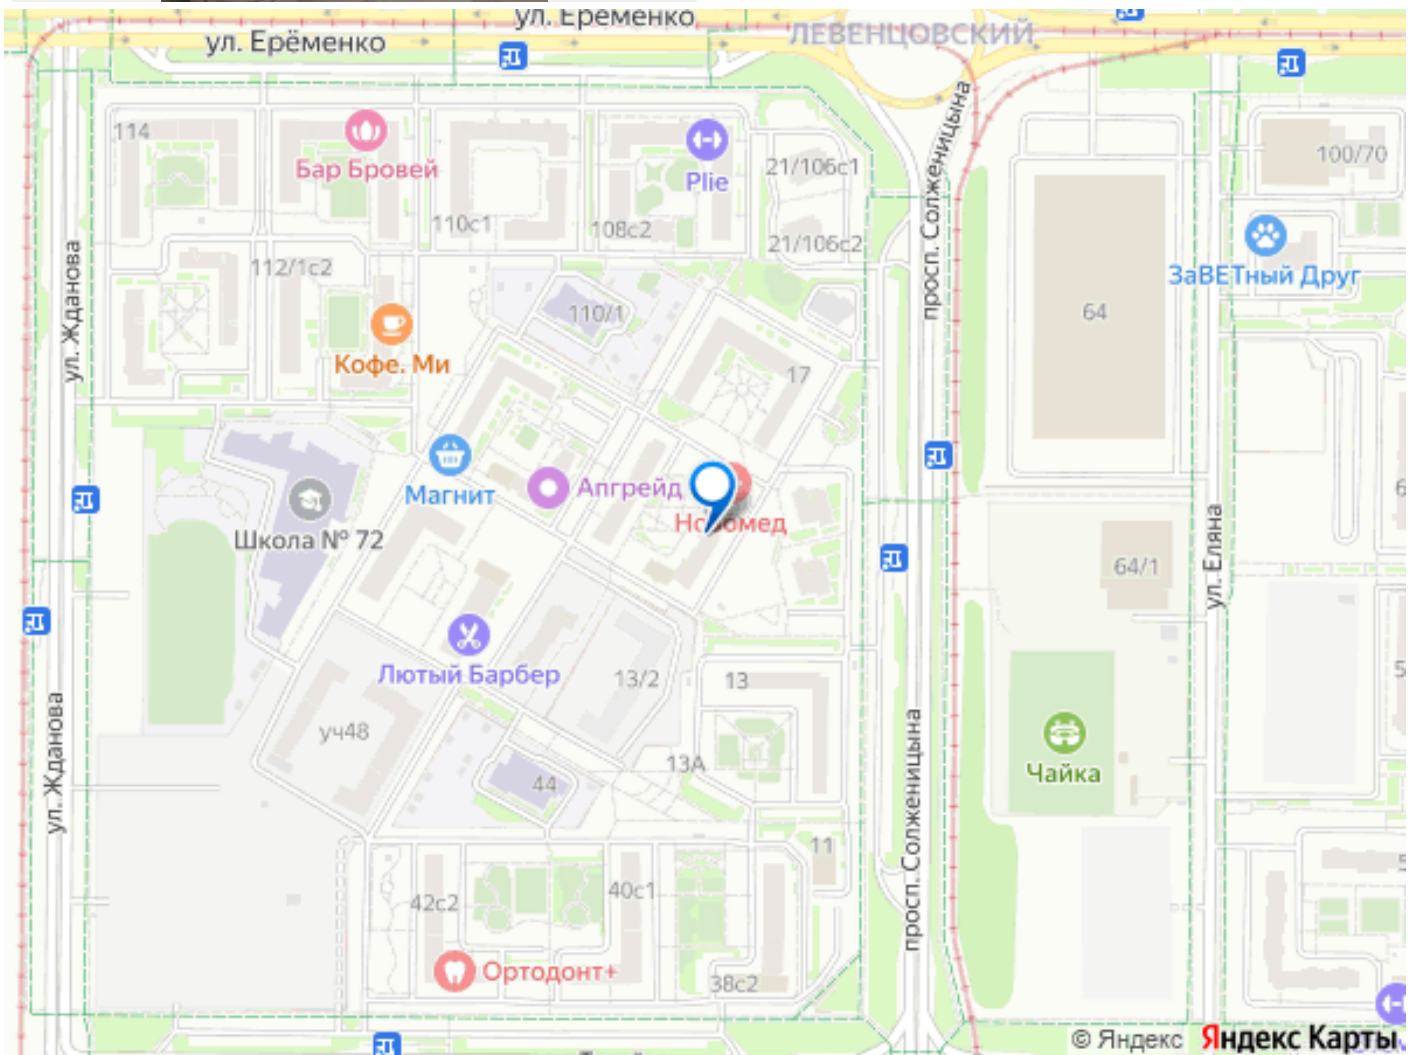 ул. Еременко
ул. Ерёменко
ЛЕВЕНЦОВСКИЙ
114
Бар Бровей
Plie
21/106с1
100/70
110с1
108с2
21/106с2
просп. Солженицына
ул. Жданова
112/1с2
ЗаВЕТный Друг
110/1
64
Кофе. Ми
17
Магнит
Апгрейд
Новомед
Школа № 72
64/1
ул. Еляна
Лютый Барбер
13/2
13
уч48
13А
Чайка
44
ул. Жданова
просп. Солженицына
11
42с2
40с1
Ортодонт+
38с2
© Яндекс Яндекс Карты